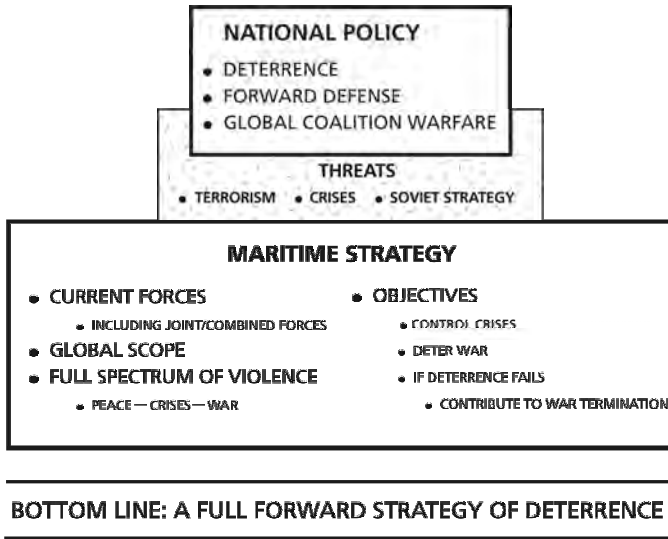 NATIONAL POLICY
• DETERRENCE
• FORWARD DEFENSE
• GLOBAL COALITION WARFARE
THREATS
• TERRORISM • CRISES • SOVIET STRATEGY
MARITIME STRATEGY
• CURRENT FORCES
• INCLUDING JOINT/COMBINED FORCES
• GLOBAL SCOPE
• FULL SPECTRUM OF VIOLENCE
• PEACE — CRISES — WAR
• OBJECTIVES
• CONTROL CRISES
• DETER WAR
• IF DETERRENCE FAILS
• CONTRIBUTE TO WAR TERMINATION
BOTTOM LINE: A FULL FORWARD STRATEGY OF DETERRENCE